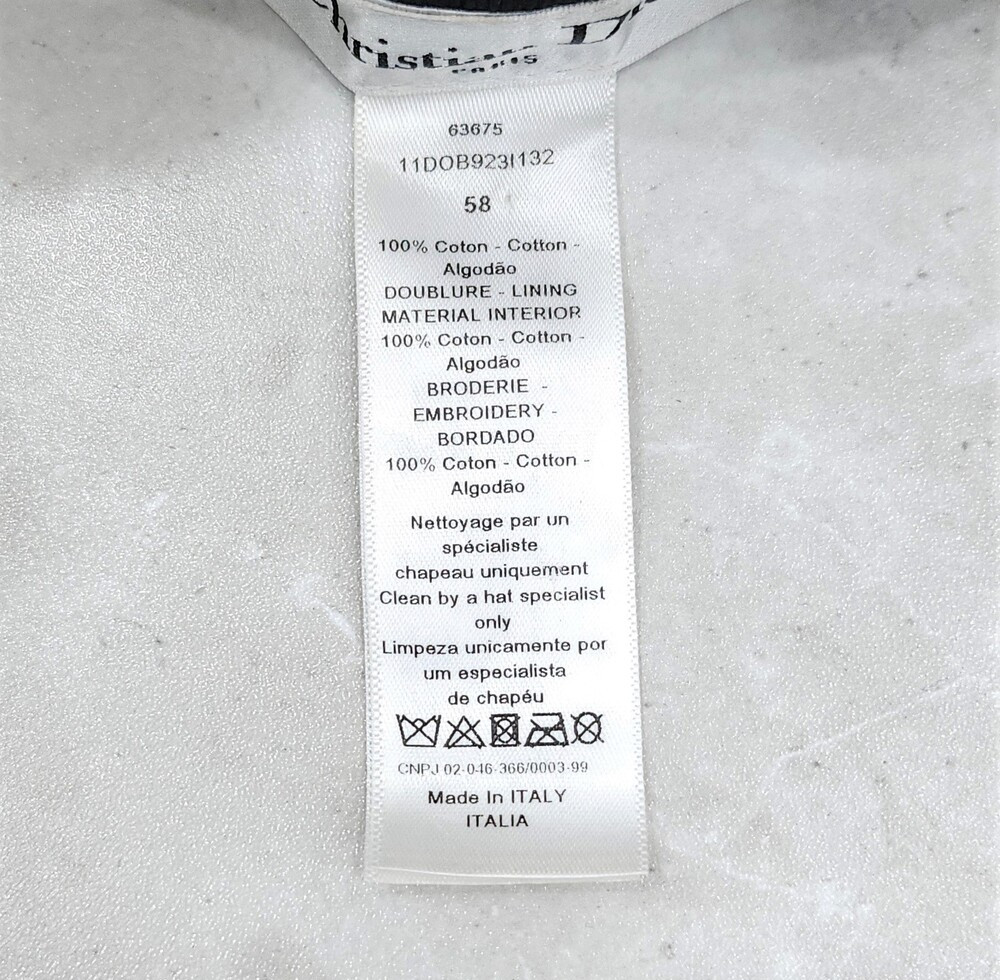 Christian
PARIS
63675
11DOB923I132
58
100% Coton - Cotton -
Algodão
DOUBLURE - LINING
MATERIAL INTERIOR
100% Coton - Cotton -
Algodão
BRODERIE -
EMBROIDERY -
BORDADO
100% Coton - Cotton -
Algodão
Nettoyage par un
spécialiste
chapeau uniquement
Clean by a hat specialist
only
Limpeza unicamente por
um especialista
de chapéu
CNPJ 02-046-366/0003-99
Made In ITALY
ITALIA